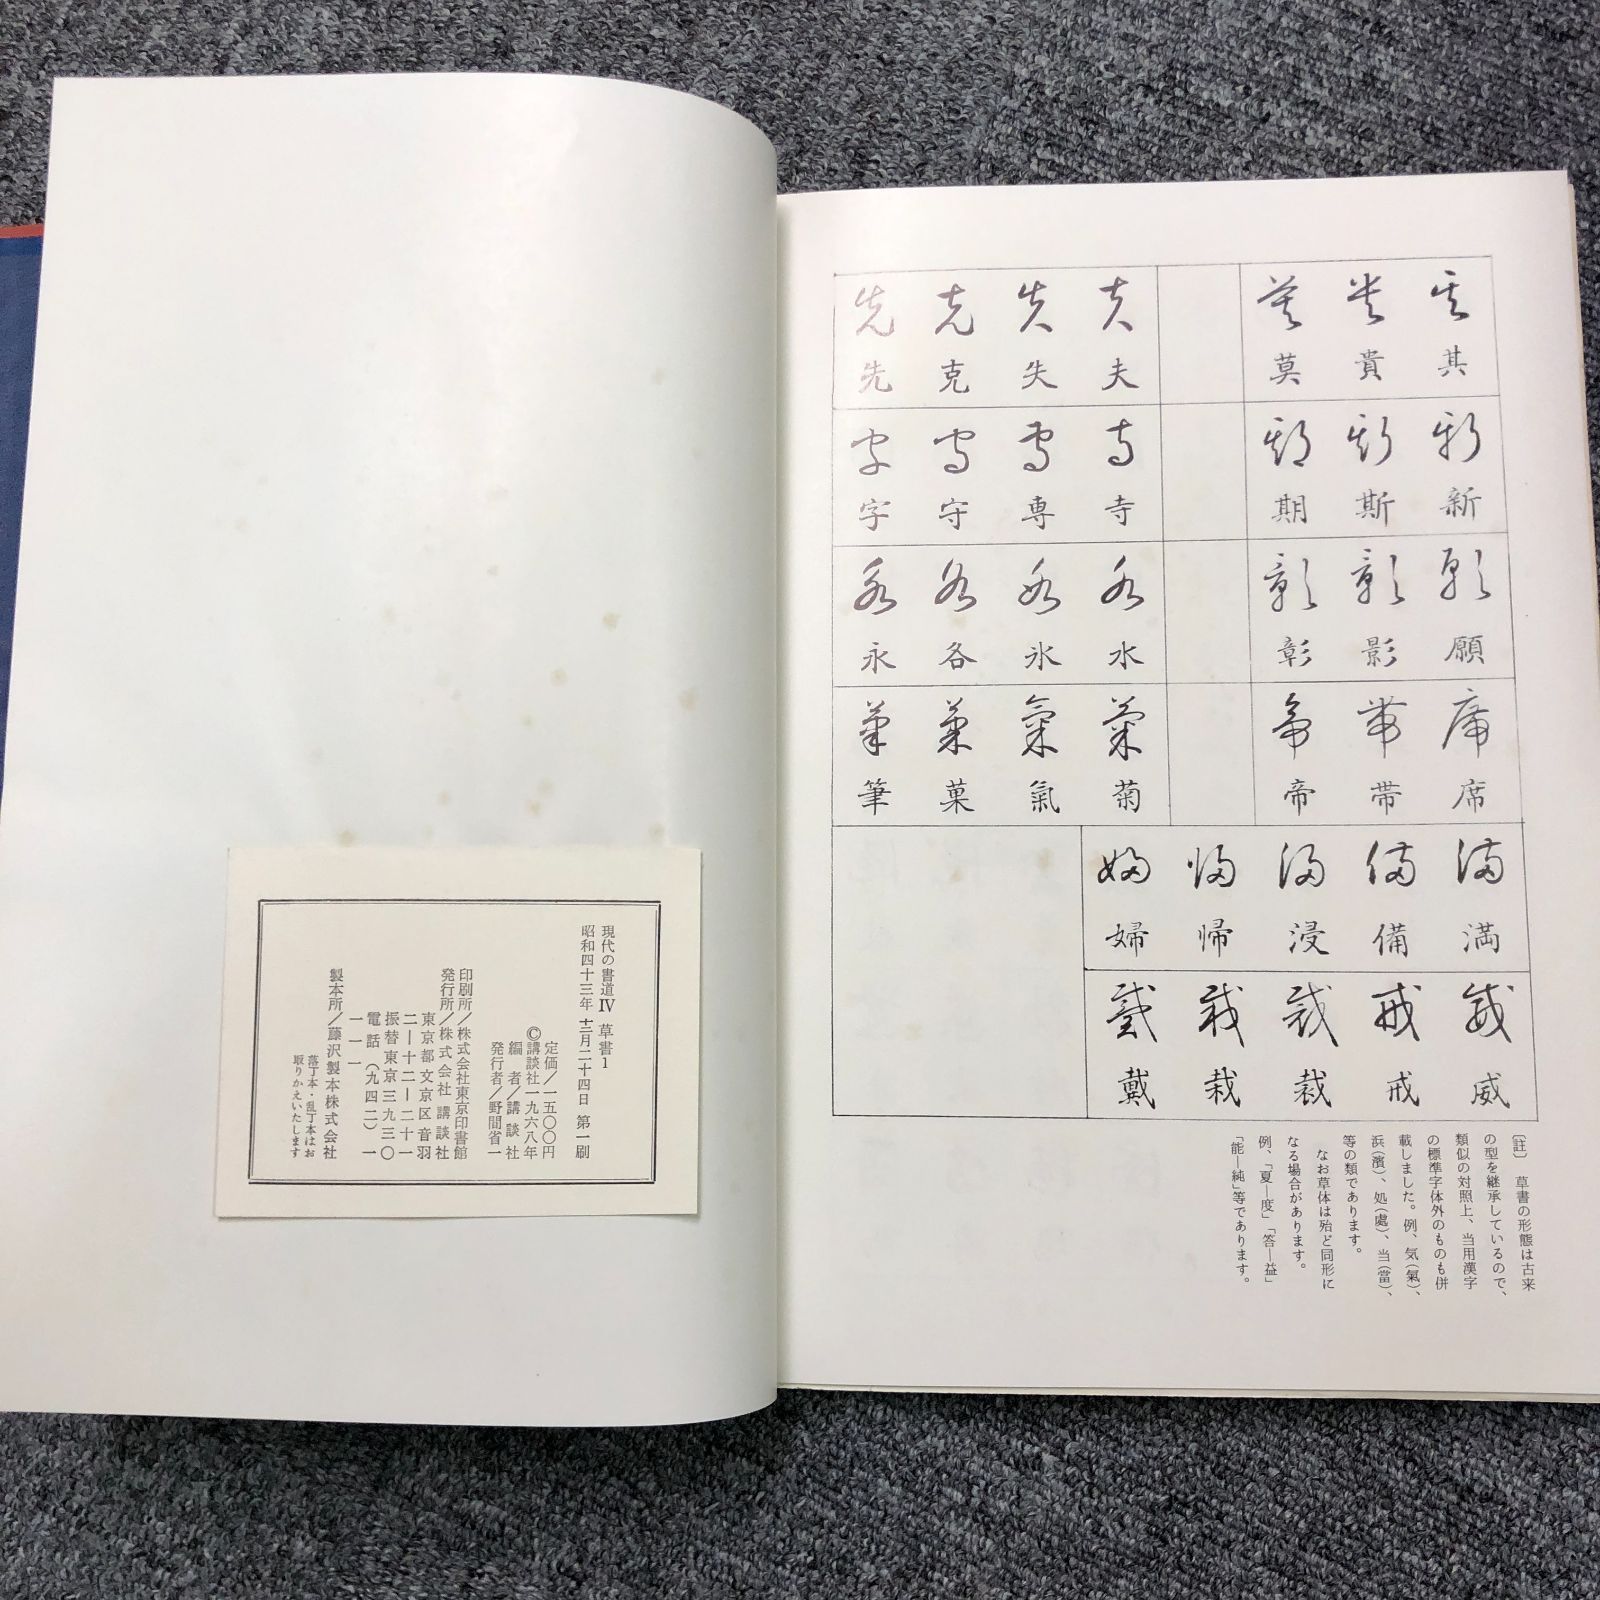 其
貴
莫
新
斯
期
願
影
彰
席
帯
帝
夫
失
克
先
寺
専
守
字
水
氷
各
永
菊
氣
菓
筆
満
備
浸
帰
婦
威
戒
裁
栽
戴
〔註〕 草書の形態は古来
の型を継承しているので、
類似の対照上、当用漢字
の標準字体外のものも併
載しました。例、気(氣)、
浜(濱)、処(處)、当(當)、
等の類であります。
なお草体は殆ど同形に
なる場合があります。
例、「夏—度」「答—益」
「能—純」等であります。
現代の書道Ⅳ 草書1
昭和四十三年十二月二十四日 第一刷
定価/一五〇〇円
©講談社一九六八年
編者/講談社
発行者/野間省一
印刷所/株式会社東京印書館
発行所/株式会社講談社
東京都文京区音羽
二—十二—二十一
振替東京三九三〇
電話(九四二)一
一一一
製本所/藤沢製本株式会社
落丁本・乱丁本はお
取りかえいたします